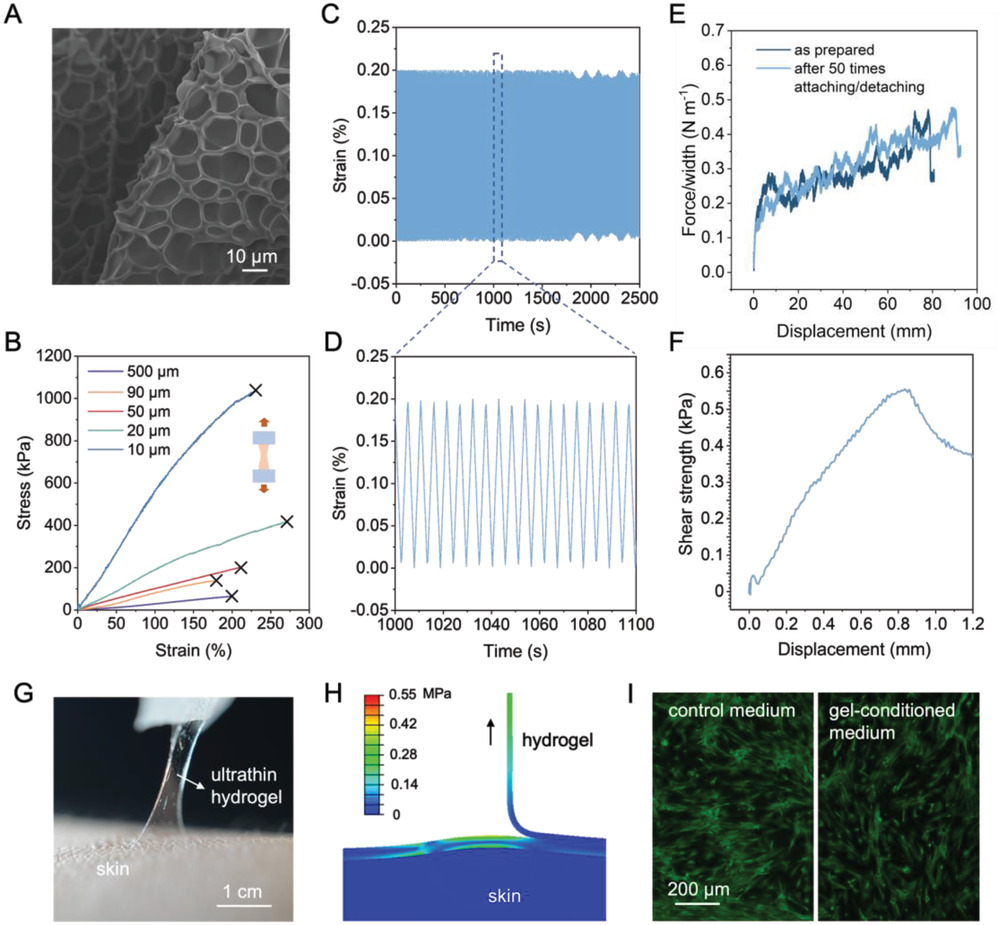 A
10 µm
B
1200
1000
800
600
400
200
0
Stress (kPa)
500 µm
90 µm
50 µm
20 µm
10 µm
0 50 100 150 200 250 300
Strain (%)
C
0.25
0.20
0.15
0.10
0.05
0.00
-0.05
Strain (%)
0 500 1000 1500 2000 2500
Time (s)
D
0.25
0.20
0.15
0.10
0.05
0.00
-0.05
Strain (%)
1000 1020 1040 1060 1080 1100
Time (s)
E
0.7
0.6
0.5
0.4
0.3
0.2
0.1
0.0
Force/width (N m⁻¹)
as prepared
after 50 times
attaching/detaching
0 20 40 60 80 100
Displacement (mm)
F
0.6
0.5
0.4
0.3
0.2
0.1
0
Shear strength (kPa)
0.0 0.2 0.4 0.6 0.8 1.0 1.2
Displacement (mm)
G
ultrathin
hydrogel
skin
1 cm
H
0.55 MPa
0.42
0.28
0.14
0
hydrogel
skin
I
control medium
gel-conditioned
medium
200 µm